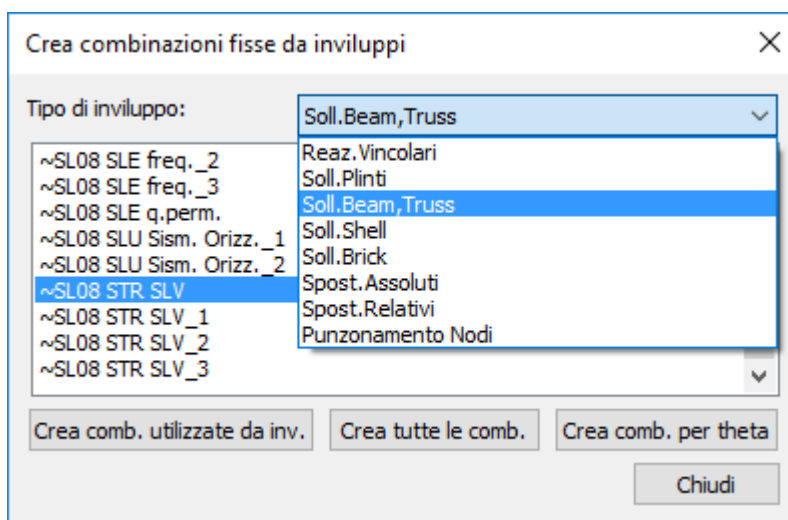 Crea combinazioni fisse da inviluppi
Tipo di inviluppo:
Soll.Beam,Truss
~SL08 SLE freq._2
~SL08 SLE freq._3
~SL08 SLE q.perm.
~SL08 SLU Sism. Orizz._1
~SL08 SLU Sism. Orizz._2
~SL08 STR SLV
~SL08 STR SLV_1
~SL08 STR SLV_2
~SL08 STR SLV_3
Reaz.Vincolari
Soll.Plinti
Soll.Beam,Truss
Soll.Shell
Soll.Brick
Spost.Assoluti
Spost.Relativi
Punzonamento Nodi
Crea comb. utilizzate da inv.
Crea tutte le comb.
Crea comb. per theta
Chiudi